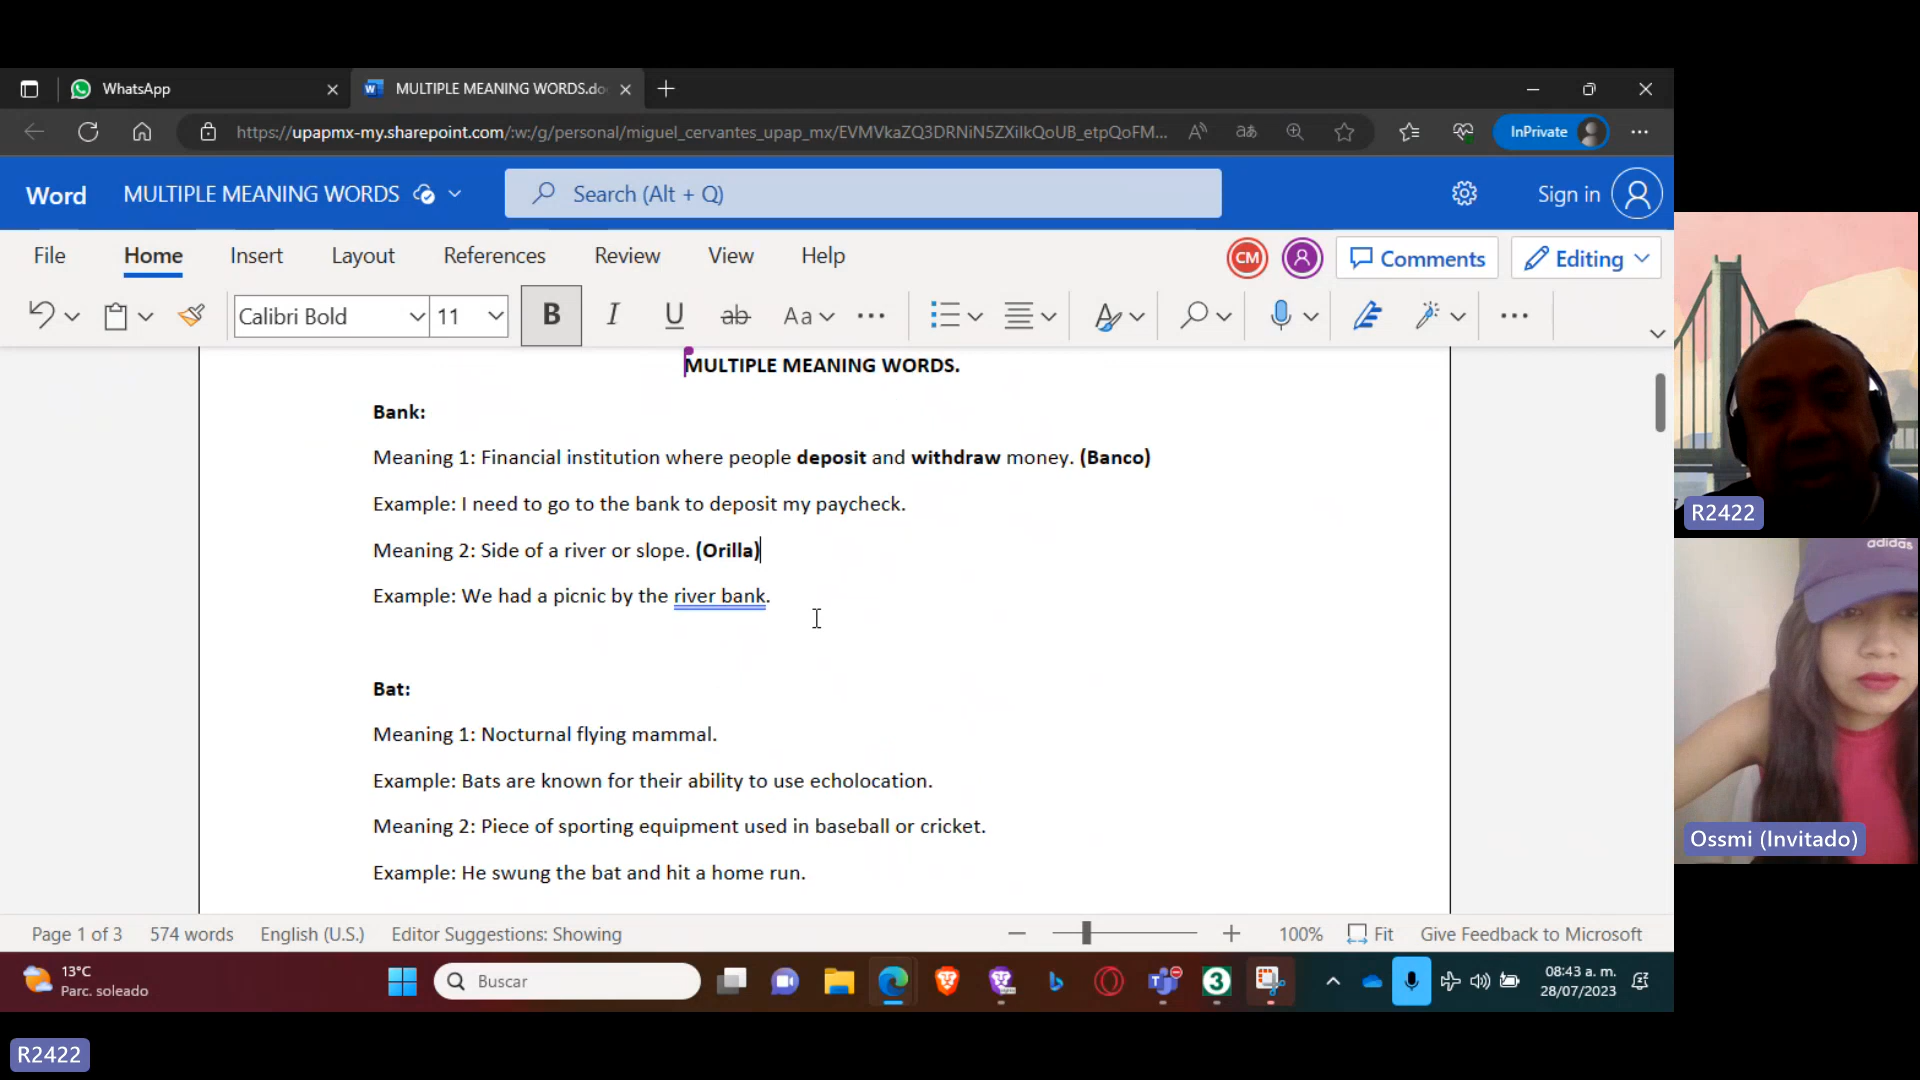 WhatsApp
MULTIPLE MEANING WORDS.do
https://upapmx-my.sharepoint.com/:w:/g/personal/miguel_cervantes_upap_mx/EVMVkaZQ3DRNiN5ZXiIkQoUB_etpQoFM...
InPrivate
Word
MULTIPLE MEANING WORDS
Search (Alt + Q)
Sign in
File
Home
Insert
Layout
References
Review
View
Help
CM
Comments
Editing
Calibri Bold
11
B
I
U
ab
Aa
MULTIPLE MEANING WORDS.
Bank:
Meaning 1: Financial institution where people deposit and withdraw money. (Banco)
Example: I need to go to the bank to deposit my paycheck.
Meaning 2: Side of a river or slope. (Orilla)
Example: We had a picnic by the river bank.
Bat:
Meaning 1: Nocturnal flying mammal.
Example: Bats are known for their ability to use echolocation.
Meaning 2: Piece of sporting equipment used in baseball or cricket.
Example: He swung the bat and hit a home run.
Page 1 of 3
574 words
English (U.S.)
Editor Suggestions: Showing
100%
Fit
Give Feedback to Microsoft
13°C
Parc. soleado
Buscar
08:43 a. m.
28/07/2023
R2422
adidas
Ossmi (Invitado)
R2422